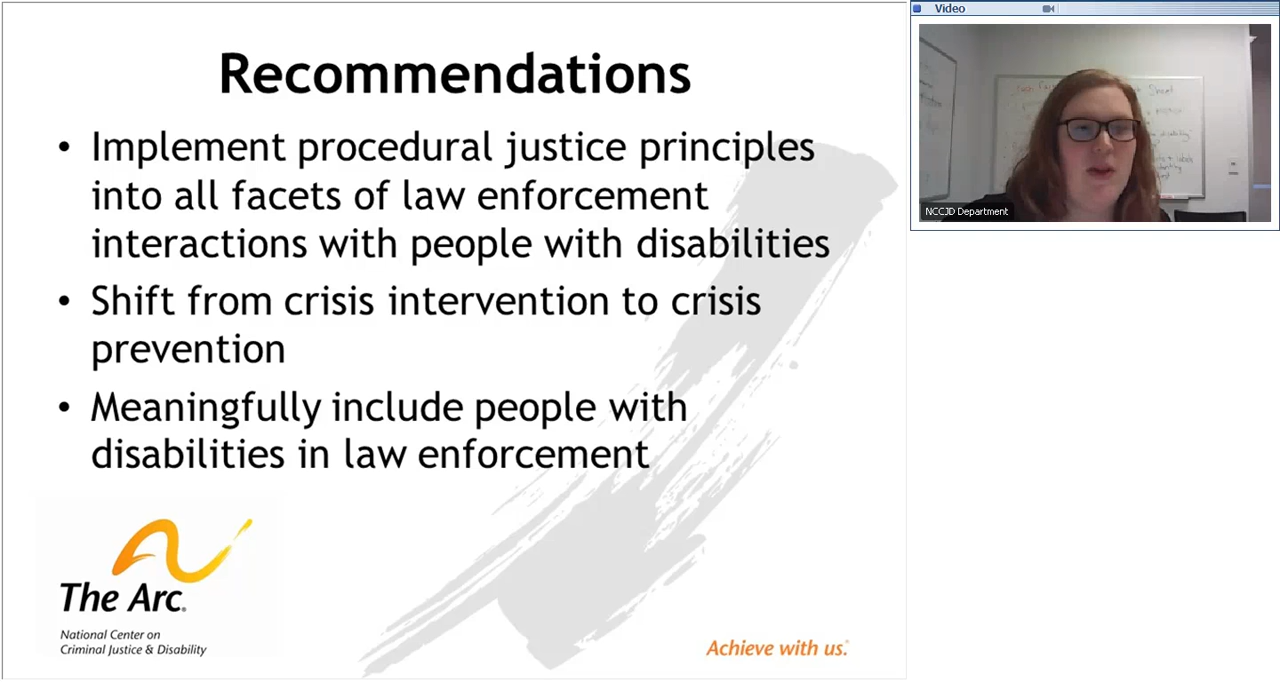 Recommendations
• Implement procedural justice principles
into all facets of law enforcement
interactions with people with disabilities
• Shift from crisis intervention to crisis
prevention
• Meaningfully include people with
disabilities in law enforcement
The Arc®
National Center on
Criminal Justice & Disability
Achieve with us.
Video
Sheet
NCCJD Department